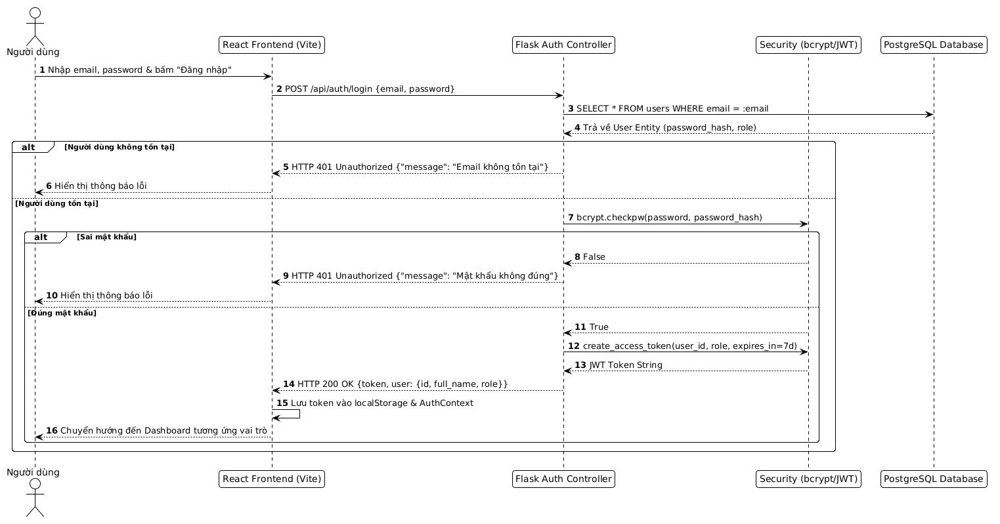 Người dùng
React Frontend (Vite)
Flask Auth Controller
Security (bcrypt/JWT)
PostgreSQL Database
1 Nhập email, password & bấm "Đăng nhập"
2 POST /api/auth/login {email, password}
3 SELECT * FROM users WHERE email = :email
4 Trả về User Entity (password_hash, role)
alt [Người dùng không tồn tại]
5 HTTP 401 Unauthorized {"message": "Email không tồn tại"}
6 Hiển thị thông báo lỗi
[Người dùng tồn tại]
7 bcrypt.checkpw(password, password_hash)
alt [Sai mật khẩu]
8 False
9 HTTP 401 Unauthorized {"message": "Mật khẩu không đúng"}
10 Hiển thị thông báo lỗi
[Đúng mật khẩu]
11 True
12 create_access_token(user_id, role, expires_in=7d)
13 JWT Token String
14 HTTP 200 OK {token, user: {id, full_name, role}}
15 Lưu token vào localStorage & AuthContext
16 Chuyển hướng đến Dashboard tương ứng vai trò
Người dùng
React Frontend (Vite)
Flask Auth Controller
Security (bcrypt/JWT)
PostgreSQL Database